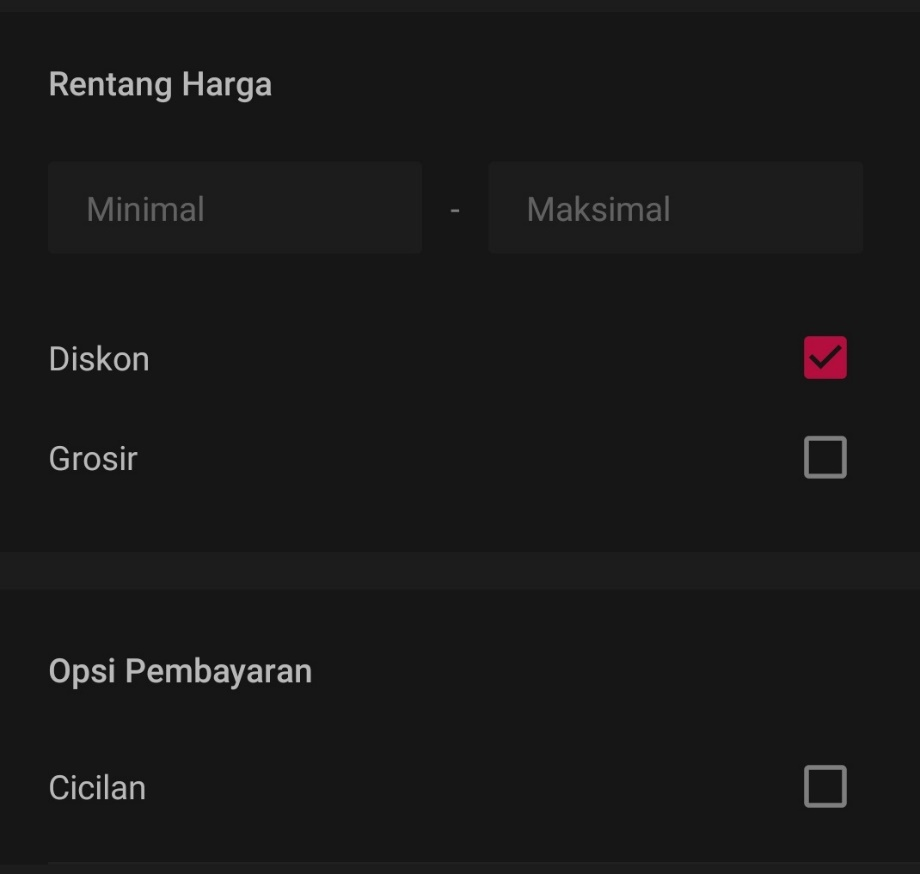 Rentang Harga
Minimal - Maksimal
Diskon
Grosir
Opsi Pembayaran
Cicilan